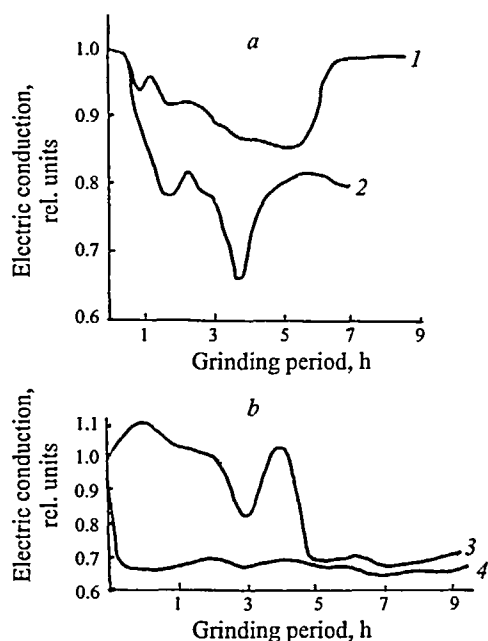 a
1.0
0.9
0.8
0.7
0.6
1
2
1 3 5 7 9
Electric conduction,
rel. units
Grinding period, h
b
1.1
1.0
0.9
0.8
0.7
0.6
3
4
1 3 5 7 9
Electric conduction,
rel. units
Grinding period, h